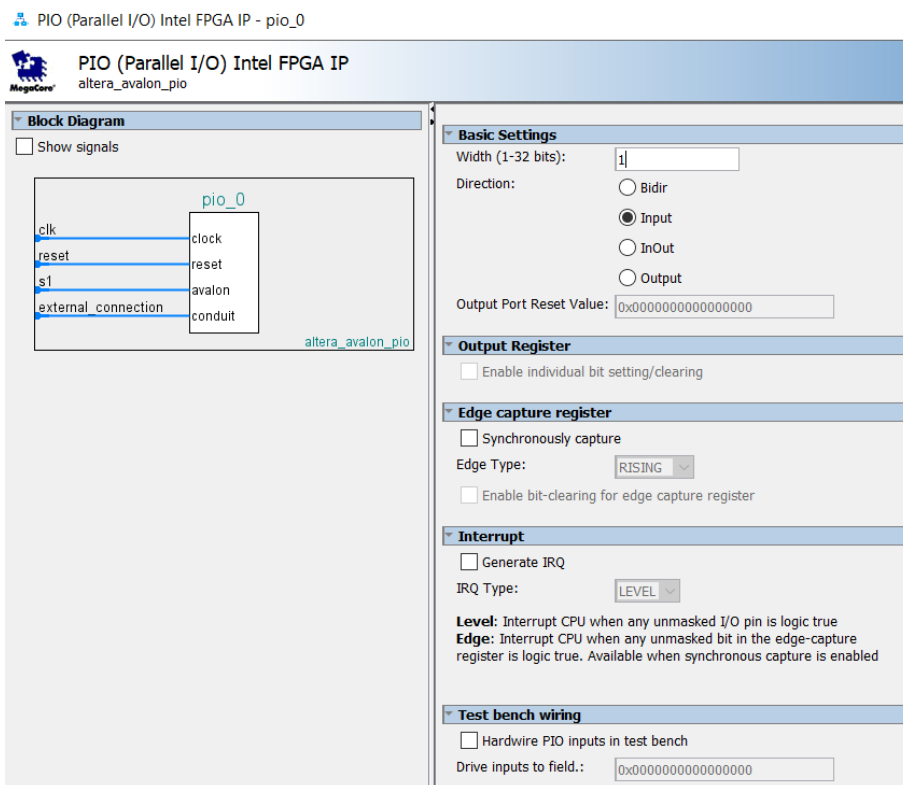 PIO (Parallel I/O) Intel FPGA IP - pio_0
PIO (Parallel I/O) Intel FPGA IP
altera_avalon_pio
MegaCore'
Block Diagram
Show signals
pio_0
clk
clock
reset
reset
s1
avalon
external_connection
conduit
altera_avalon_pio
Basic Settings
Width (1-32 bits):
1
Direction:
Bidir
Input
InOut
Output
Output Port Reset Value:
0x0000000000000000
Output Register
Enable individual bit setting/clearing
Edge capture register
Synchronously capture
Edge Type:
RISING
Enable bit-clearing for edge capture register
Interrupt
Generate IRQ
IRQ Type:
LEVEL
Level: Interrupt CPU when any unmasked I/O pin is logic true
Edge: Interrupt CPU when any unmasked bit in the edge-capture
register is logic true. Available when synchronous capture is enabled
Test bench wiring
Hardwire PIO inputs in test bench
Drive inputs to field.:
0x0000000000000000